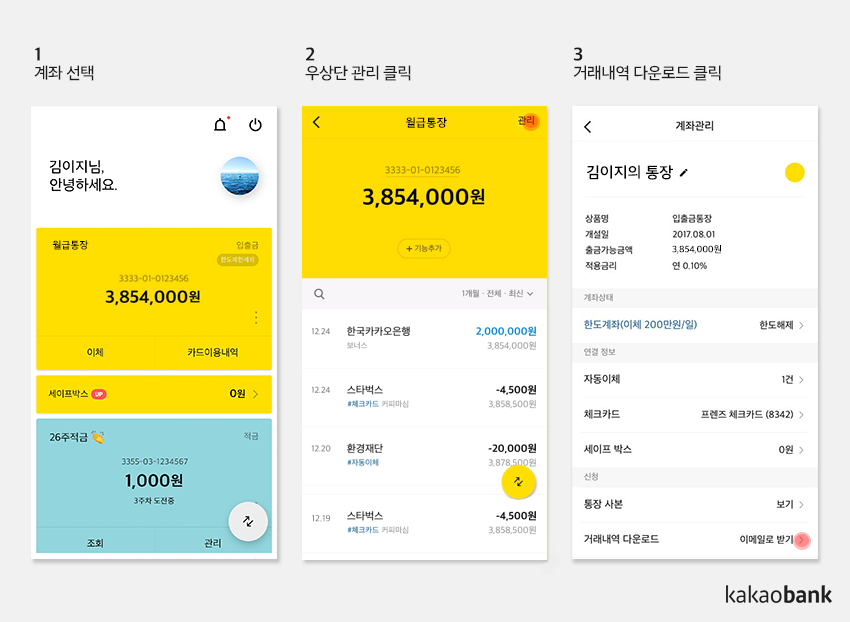 1
계좌 선택
김이지님,
안녕하세요.
월급통장
입출금
한도제한계좌
3333-01-0123456
3,854,000원
이체
카드이용내역
세이프박스 UP
0원
26주적금
적금
3355-03-1234567
1,000원
3주차 도전중
조회
관리
2
우상단 관리 클릭
월급통장
관리
3333-01-0123456
3,854,000원
+ 기능추가
1개월 · 전체 · 최신
12.24
한국카카오은행
2,000,000원
보너스
3,854,000원
12.24
스타벅스
-4,500원
#체크카드 커피마심
3,858,500원
12.20
환경재단
-20,000원
#자동이체
3,878,500원
12.19
스타벅스
-4,500원
#체크카드 커피마심
3,858,500원
3
거래내역 다운로드 클릭
계좌관리
김이지의 통장
상품명 입출금통장
개설일 2017.08.01
출금가능금액 3,854,000원
적용금리 연 0.10%
계좌상태
한도계좌(이체 200만원/일) 한도해제
연결 정보
자동이체 1건
체크카드 프렌즈 체크카드 (8342)
세이프 박스 0원
신청
통장 사본 보기
거래내역 다운로드 이메일로 받기
kakaobank